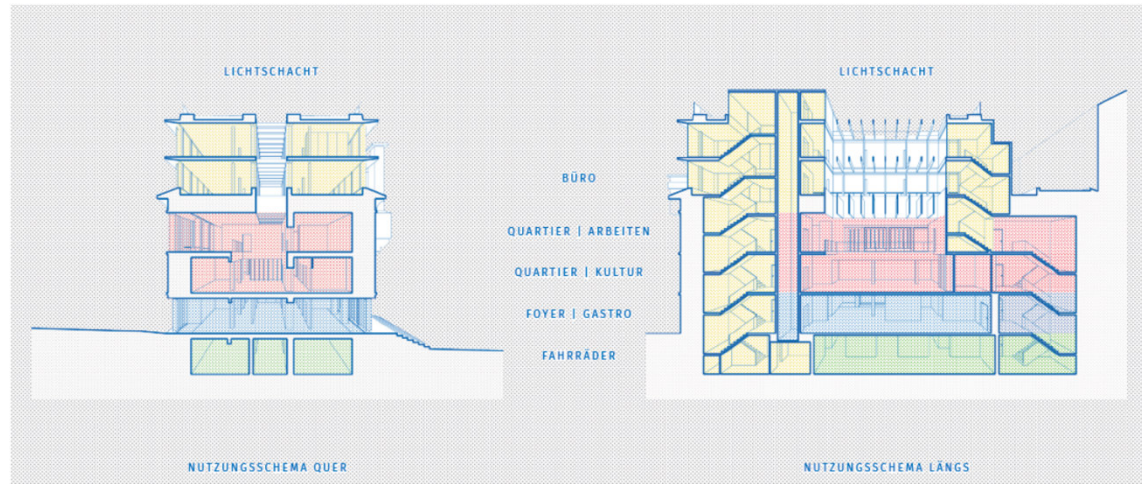 LICHTSCHACHT
LICHTSCHACHT
BÜRO
QUARTIER | ARBEITEN
QUARTIER | KULTUR
FOYER | GASTRO
FAHRRÄDER
NUTZUNGSSCHEMA QUER
NUTZUNGSSCHEMA LÄNGS